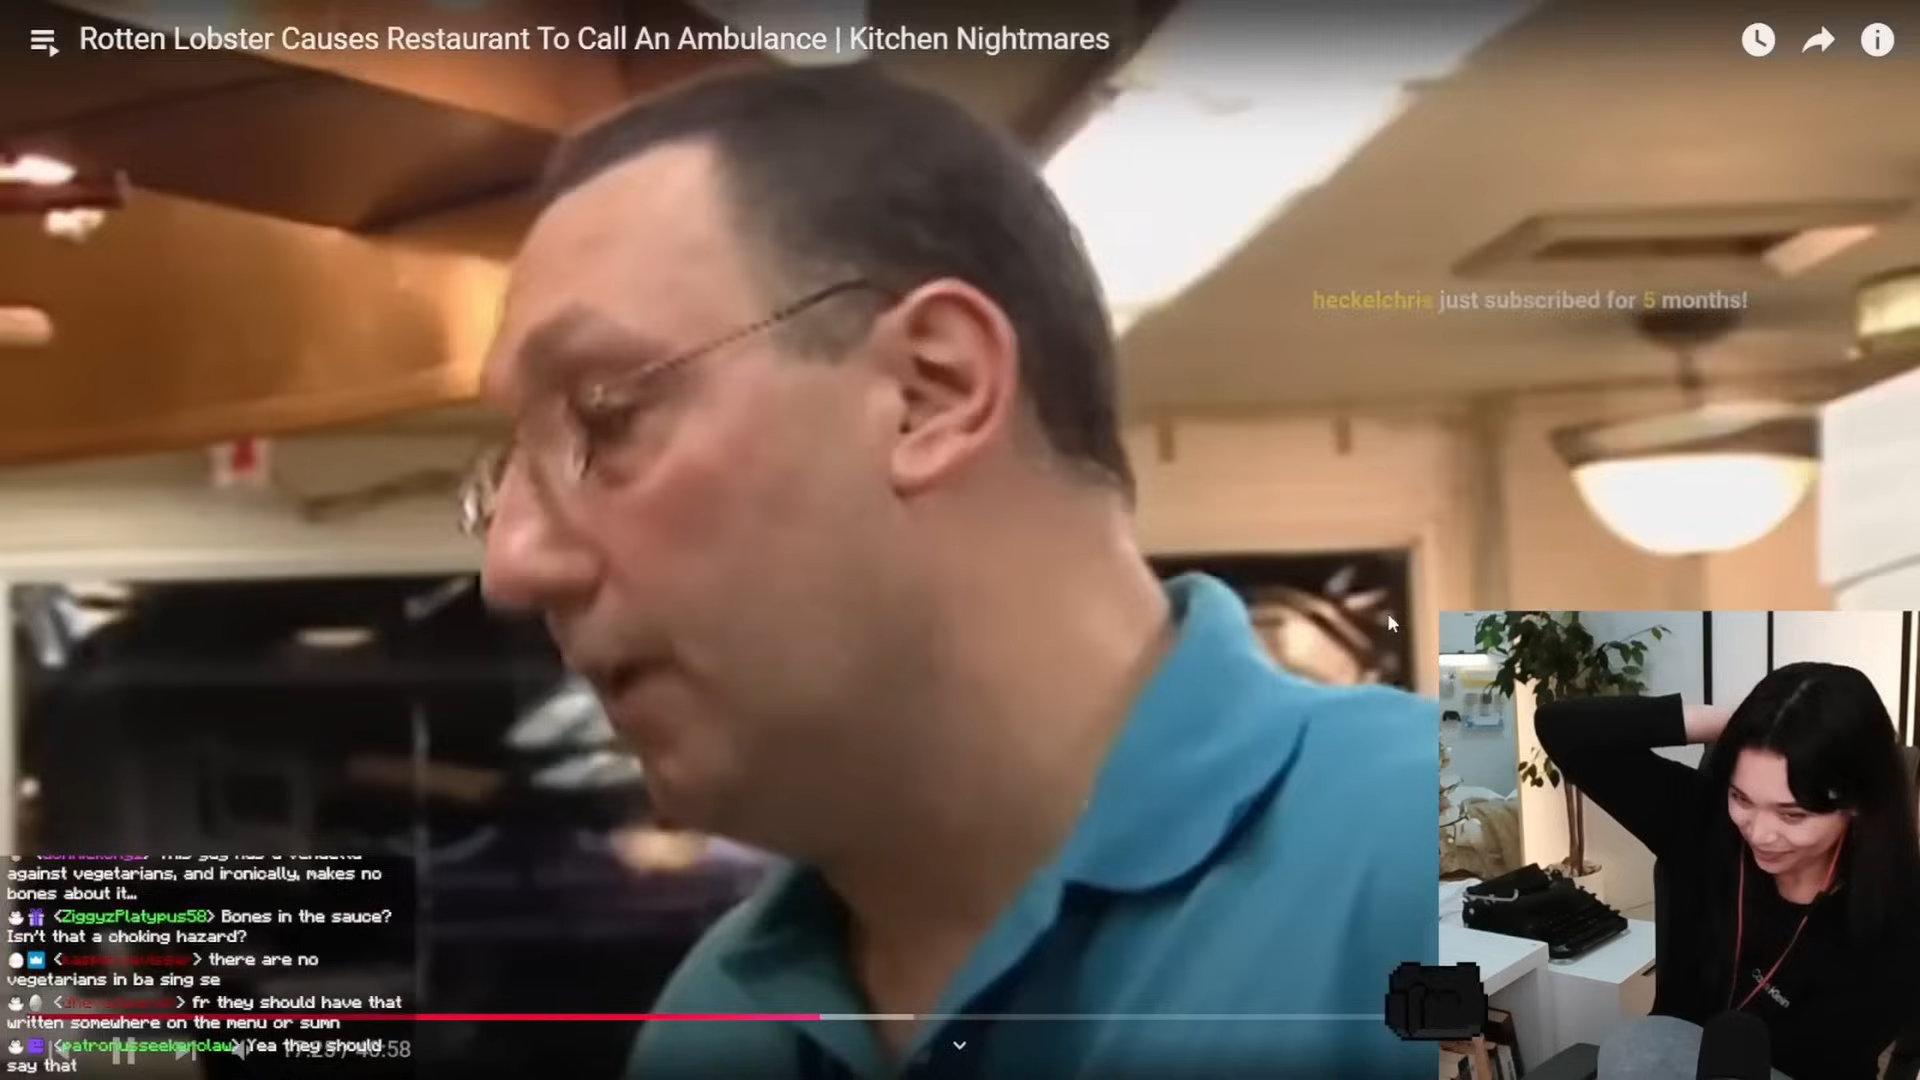 Rotten Lobster Causes Restaurant To Call An Ambulance | Kitchen Nightmares
heckelchris just subscribed for 5 months!
against vegetarians, and ironically, makes no
bones about it...
<ZiggyzPlatypus58> Bones in the sauce?
Isn't that a choking hazard?
> there are no
vegetarians in ba sing se
> fr they should have that
written somewhere on the menu or sumn
<patronusseekerclaw> Yea they should
say that
Klein